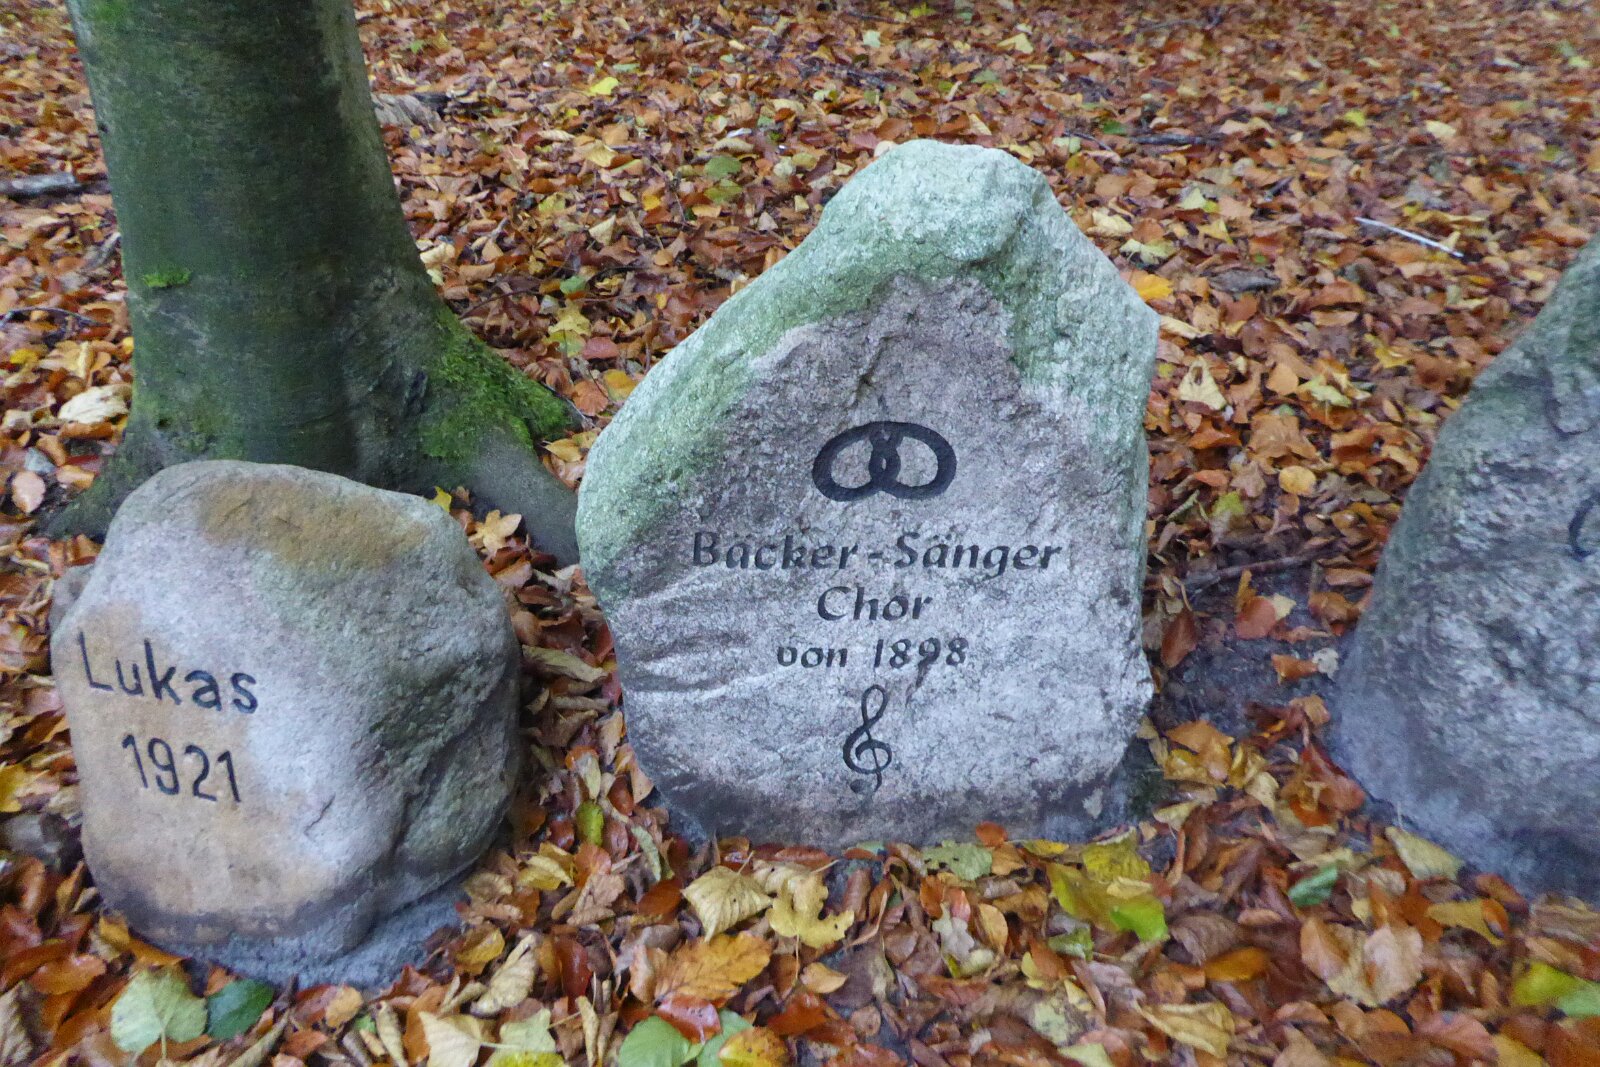 Lukas
1921
Bäcker-Sänger
Chor
von 1898